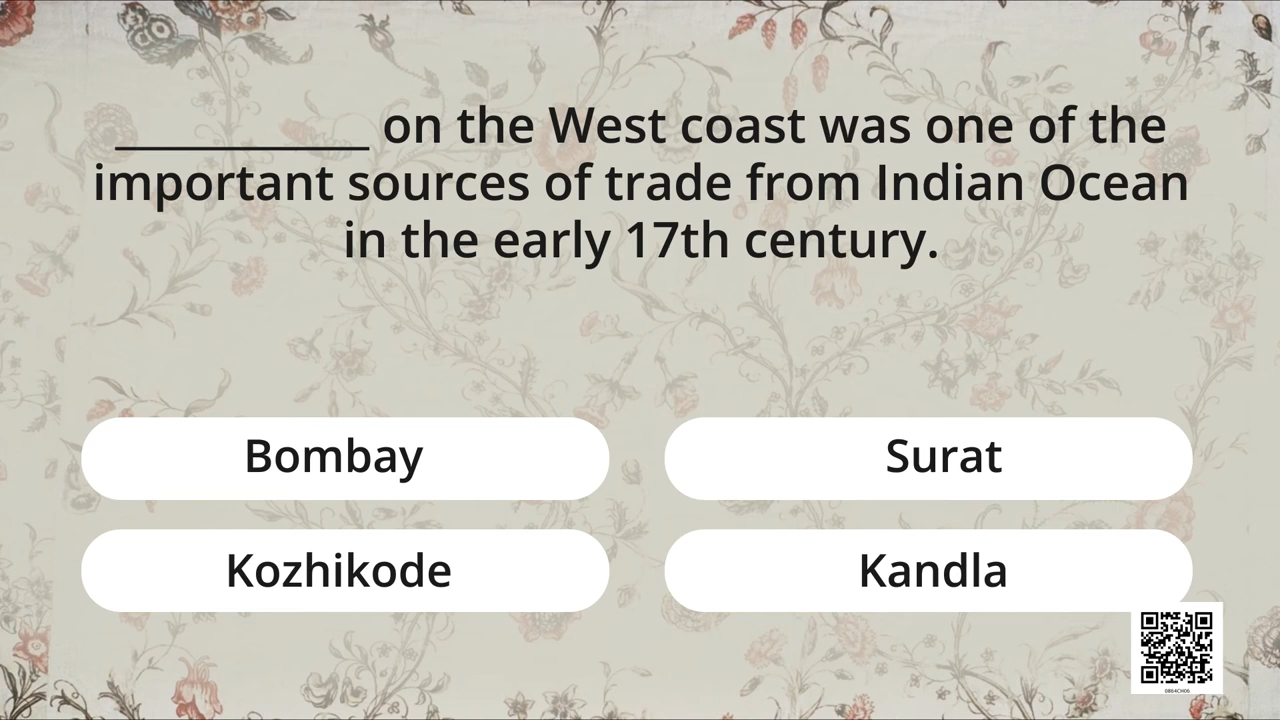 ____________ on the West coast was one of the
important sources of trade from Indian Ocean
in the early 17th century.
Bombay
Surat
Kozhikode
Kandla
0864CH06